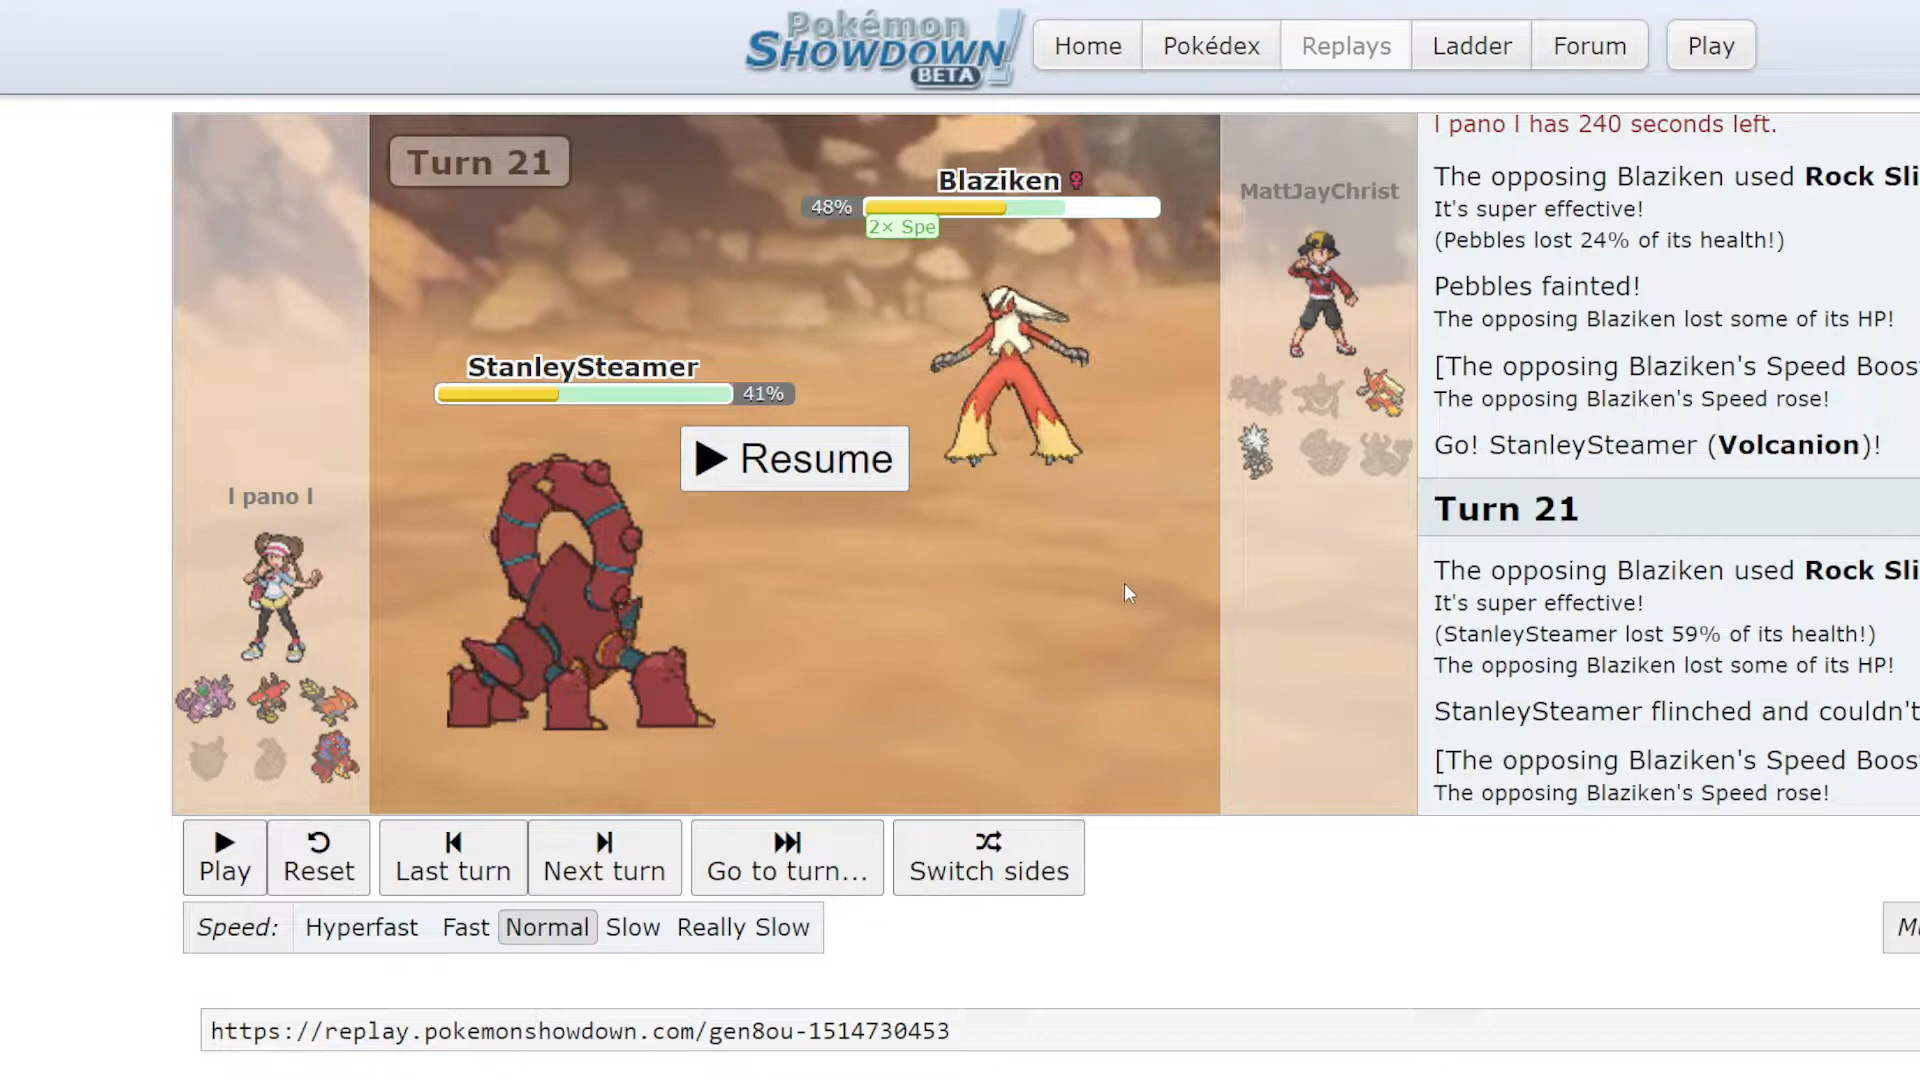 Pokémon
SHOWDOWN!
BETA
Home
Pokédex
Replays
Ladder
Forum
Play
Turn 21
Blaziken
48%
2× Spe
StanleySteamer
41%
Resume
l pano l
MattJayChrist
l pano l has 240 seconds left.
The opposing Blaziken used Rock Sli
It's super effective!
(Pebbles lost 24% of its health!)
Pebbles fainted!
The opposing Blaziken lost some of its HP!
[The opposing Blaziken's Speed Boos
The opposing Blaziken's Speed rose!
Go! StanleySteamer (Volcanion)!
Turn 21
The opposing Blaziken used Rock Sli
It's super effective!
(StanleySteamer lost 59% of its health!)
The opposing Blaziken lost some of its HP!
StanleySteamer flinched and couldn't
[The opposing Blaziken's Speed Boos
The opposing Blaziken's Speed rose!
Play
Reset
Last turn
Next turn
Go to turn...
Switch sides
Speed:
Hyperfast
Fast
Normal
Slow
Really Slow
https://replay.pokemonshowdown.com/gen8ou-1514730453